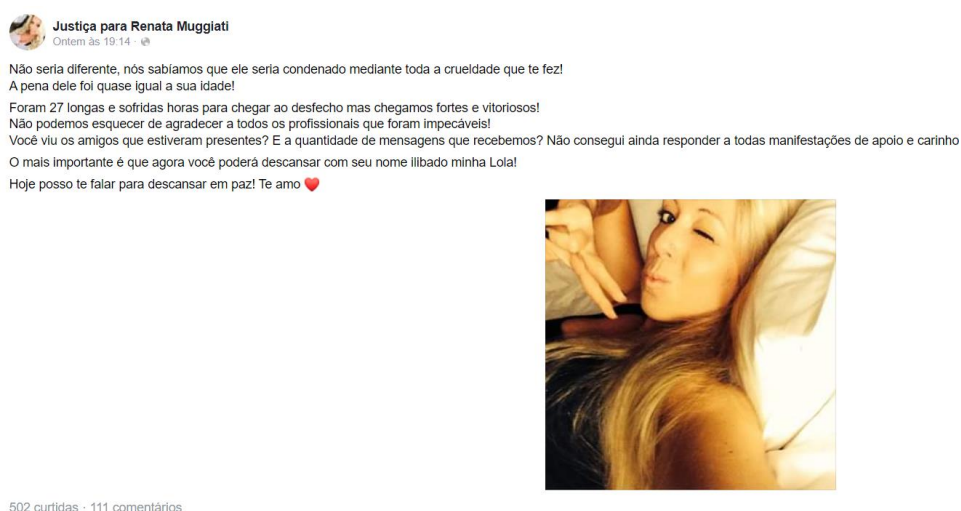 Justiça para Renata Muggiati
Ontem às 19:14 ·
Não seria diferente, nós sabíamos que ele seria condenado mediante toda a crueldade que te fez!
A pena dele foi quase igual a sua idade!
Foram 27 longas e sofridas horas para chegar ao desfecho mas chegamos fortes e vitoriosos!
Não podemos esquecer de agradecer a todos os profissionais que foram impecáveis!
Você viu os amigos que estiveram presentes? E a quantidade de mensagens que recebemos? Não consegui ainda responder a todas manifestações de apoio e carinho
O mais importante é que agora você poderá descansar com seu nome ilibado minha Lola!
Hoje posso te falar para descansar em paz! Te amo ❤️
502 curtidas · 111 comentários